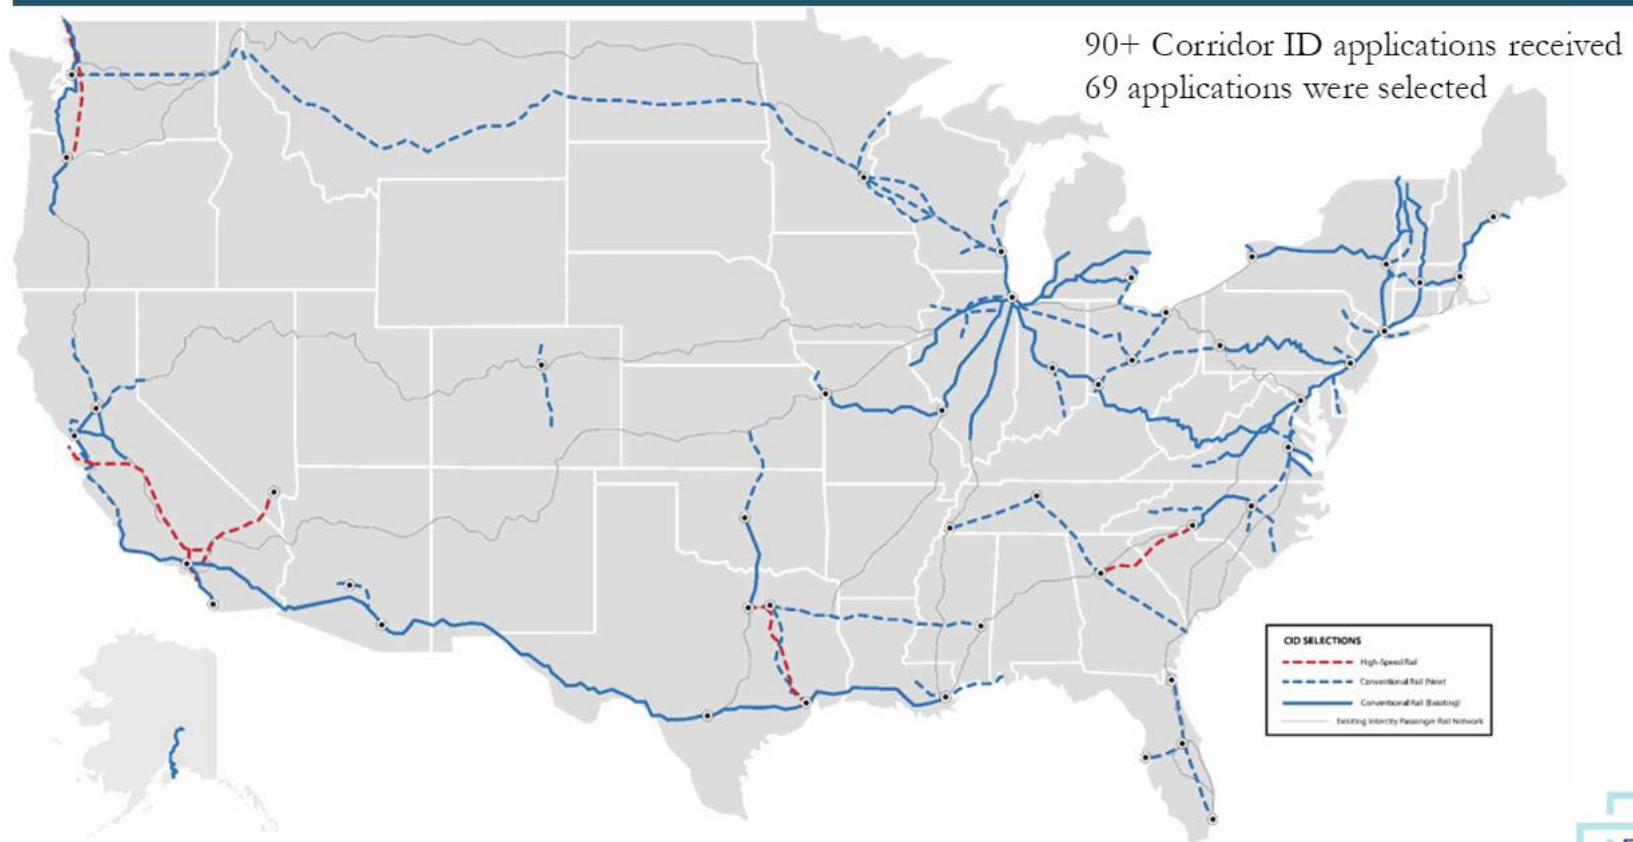 90+ Corridor ID applications received
69 applications were selected
CID SELECTIONS
High-Speed Rail
Conventional Rail (New)
Conventional Rail (Existing)
Existing Intercity Passenger Rail Network